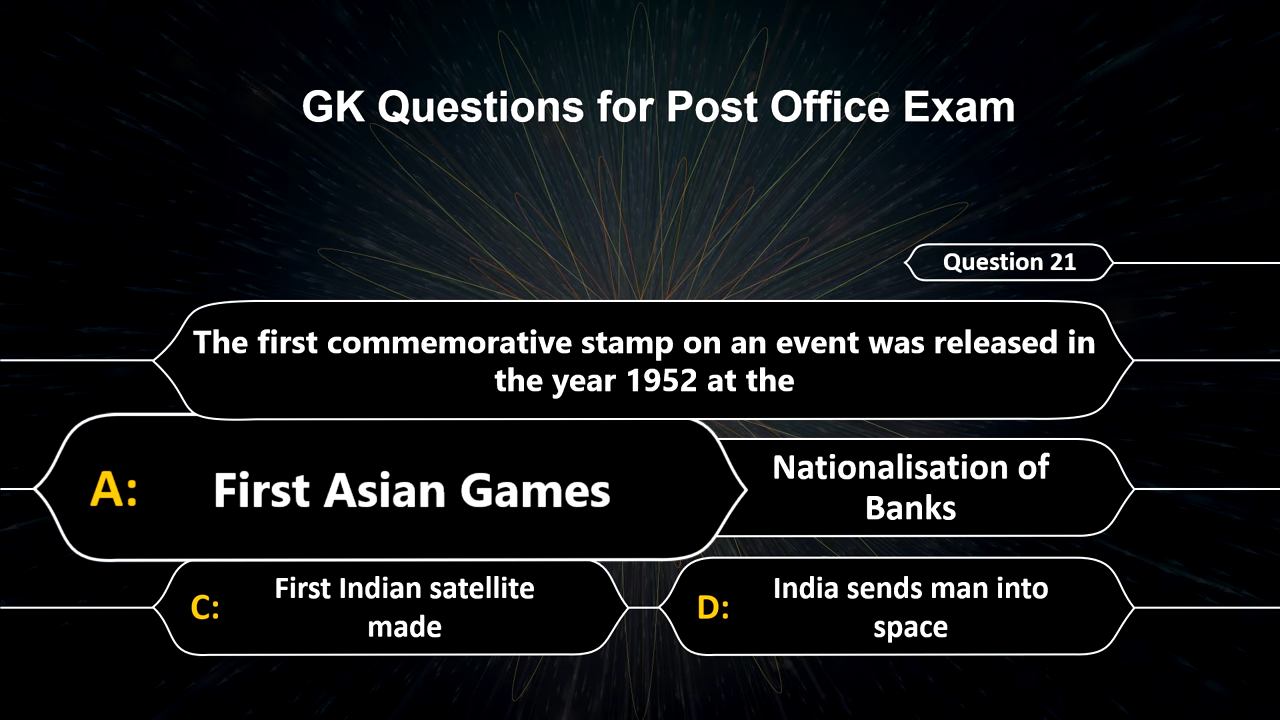 GK Questions for Post Office Exam
Question 21
The first commemorative stamp on an event was released in
the year 1952 at the
A: First Asian Games
Nationalisation of
Banks
C: First Indian satellite
made
D: India sends man into
space